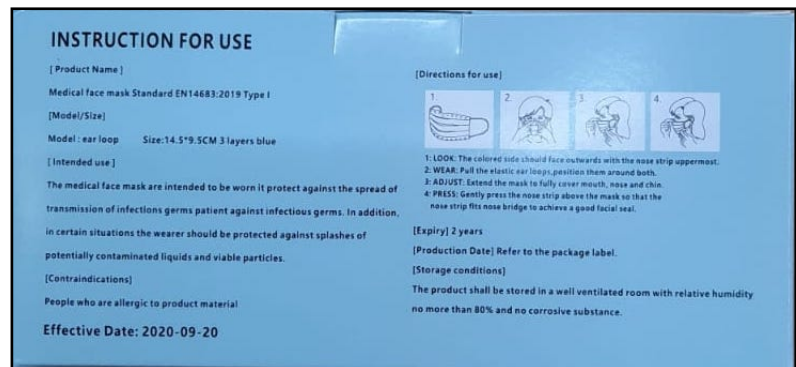 INSTRUCTION FOR USE
[Product Name]
Medical face mask Standard EN14683:2019 Type I
[Model/Size]
Model: ear loop Size:14.5*9.5CM 3 layers blue
[Intended use]
The medical face mask are intended to be worn it protect against the spread of
transmission of infections germs patient against infectious germs. In addition,
in certain situations the wearer should be protected against splashes of
potentially contaminated liquids and viable particles.
[Contraindications]
People who are allergic to product material
Effective Date: 2020-09-20
[Directions for use]
1. 2. 3. 4.
1: LOOK: The colored side should face outwards with the nose strip uppermost.
2: WEAR: Pull the elastic ear loops,position them around both.
3: ADJUST: Extend the mask to fully cover mouth, nose and chin.
4: PRESS: Gently press the nose strip above the mask so that the
nose strip fits nose bridge to achieve a good facial seal.
[Expiry] 2 years
[Production Date] Refer to the package label.
[Storage conditions]
The product shall be stored in a well ventilated room with relative humidity
no more than 80% and no corrosive substance.